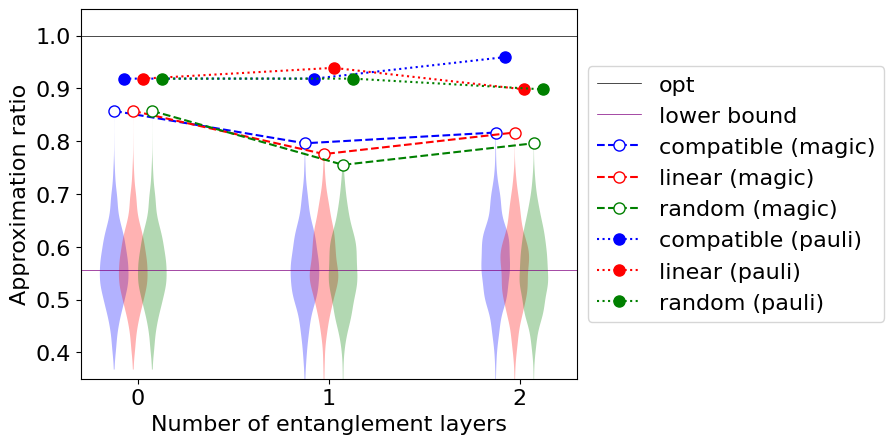 1.0
0.9
0.8
0.7
0.6
0.5
0.4
Approximation ratio
0
1
2
Number of entanglement layers
opt
lower bound
compatible (magic)
linear (magic)
random (magic)
compatible (pauli)
linear (pauli)
random (pauli)